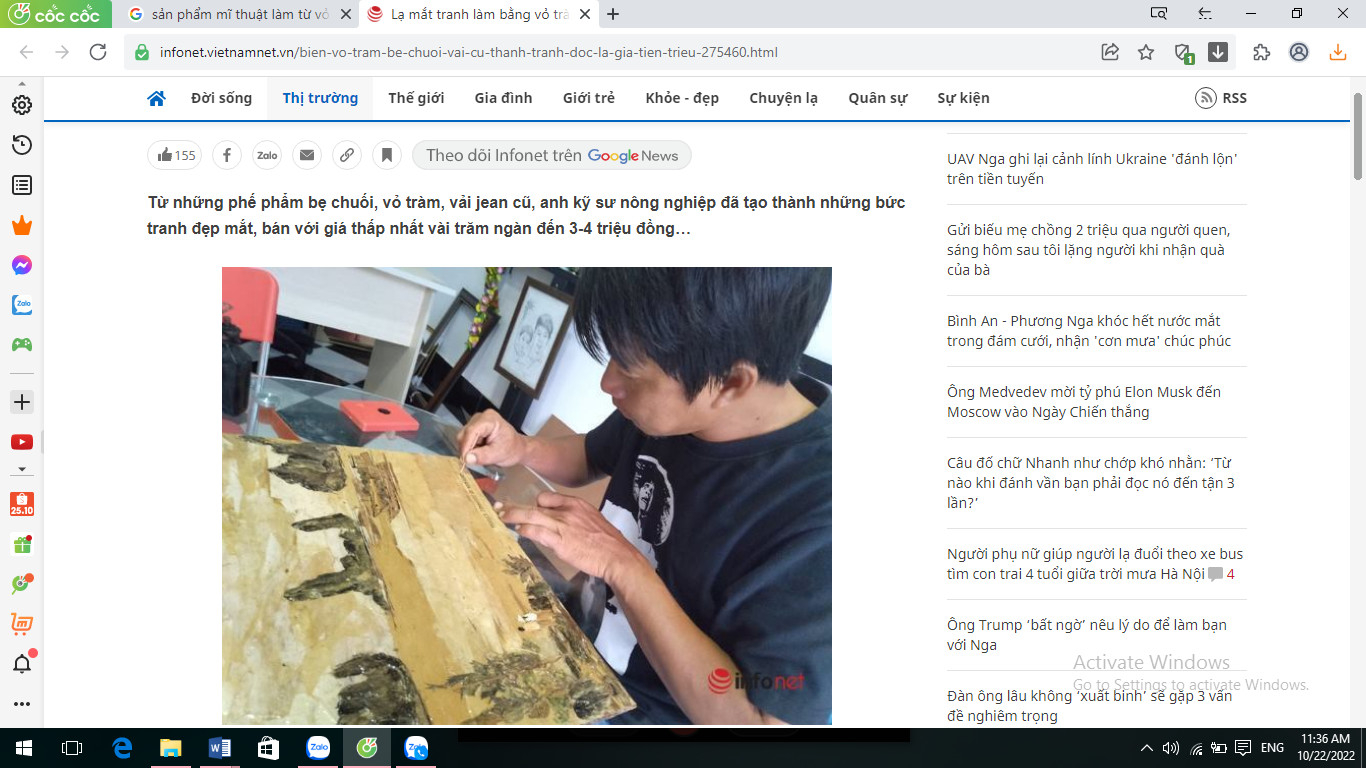 cốc cốc
sản phẩm mĩ thuật làm từ vỏ
Lạ mắt tranh làm bằng vỏ trà
infonet.vietnamnet.vn/bien-vo-tram-be-chuoi-vai-cu-thanh-tranh-doc-la-gia-tien-trieu-275460.html
1
Đời sống Thị trường Thế giới Gia đình Giới trẻ Khỏe - đẹp Chuyện lạ Quân sự Sự kiện RSS
155 Zalo Theo dõi Infonet trên Google News
Từ những phế phẩm bẹ chuối, vỏ tràm, vải jean cũ, anh kỹ sư nông nghiệp đã tạo thành những bức
tranh đẹp mắt, bán với giá thấp nhất vài trăm ngàn đến 3-4 triệu đồng…
infonet
UAV Nga ghi lại cảnh lính Ukraine 'đánh lộn'
trên tiền tuyến
Gửi biếu mẹ chồng 2 triệu qua người quen,
sáng hôm sau tôi lặng người khi nhận quà
của bà
Bình An - Phương Nga khóc hết nước mắt
trong đám cưới, nhận 'cơn mưa' chúc phúc
Ông Medvedev mời tỷ phú Elon Musk đến
Moscow vào Ngày Chiến thắng
Câu đố chữ Nhanh như chớp khó nhằn: ‘Từ
nào khi đánh vần bạn phải đọc nó đến tận 3
lần?’
Người phụ nữ giúp người lạ đuổi theo xe bus
tìm con trai 4 tuổi giữa trời mưa Hà Nội 4
Ông Trump ‘bất ngờ’ nêu lý do để làm bạn
với Nga
Đàn ông lâu không ‘xuất binh’ sẽ gặp 3 vấn
đề nghiêm trọng
Activate Windows
Go to Settings to activate Windows.
Zalo
25.10
Zalo
Zalo
ENG
11:36 AM
10/22/2022